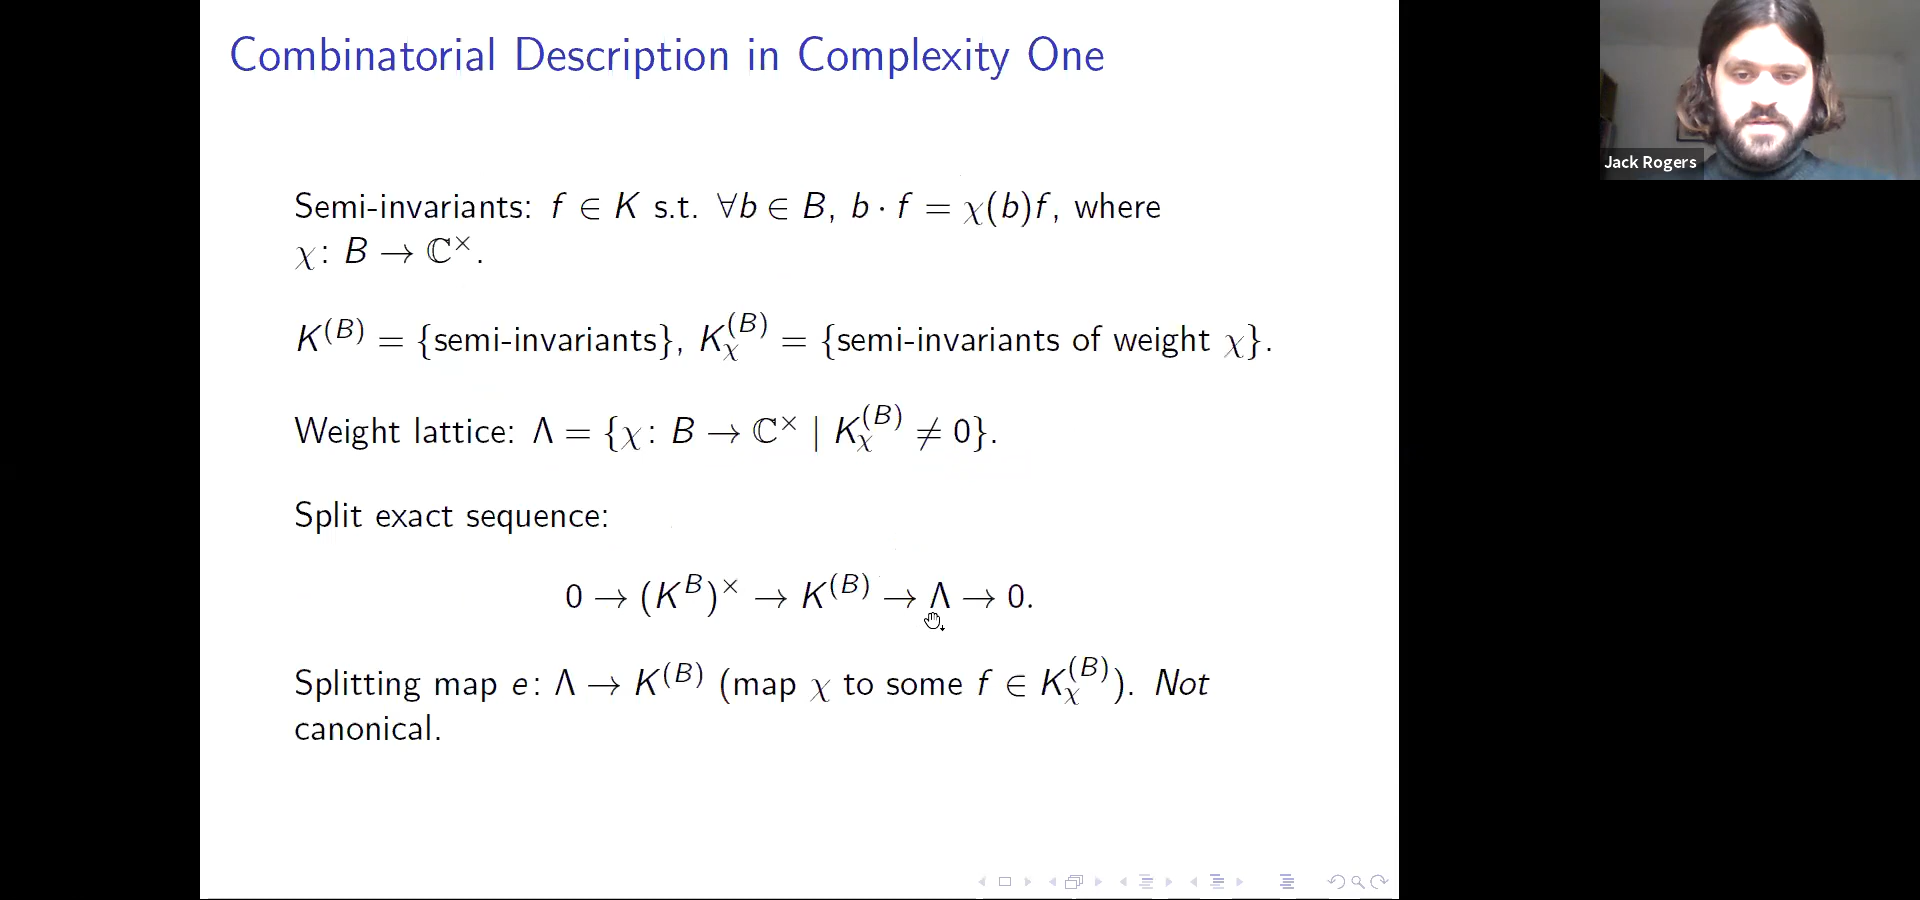 Combinatorial Description in Complexity One
Jack Rogers
Semi-invariants: f ∈ K s.t. ∀b ∈ B, b · f = χ(b)f, where
χ: B → ℂ^×.
K^(B) = {semi-invariants}, K_χ^(B) = {semi-invariants of weight χ}.
Weight lattice: Λ = {χ: B → ℂ^× | K_χ^(B) ≠ 0}.
Split exact sequence:
0 → (K^B)^× → K^(B) → Λ → 0.
Splitting map e: Λ → K^(B) (map χ to some f ∈ K_χ^(B)). Not
canonical.